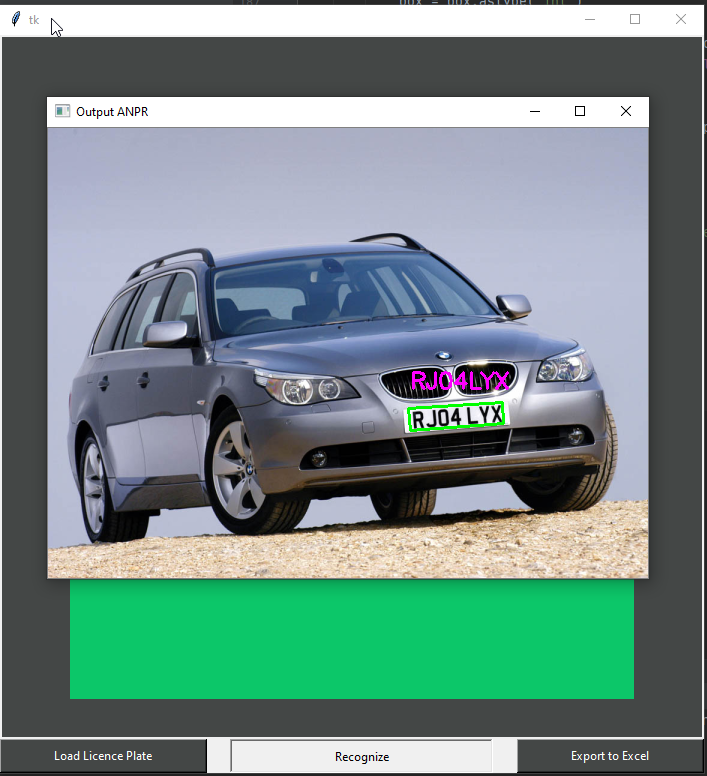 tk
Output ANPR
RJ04LYX
RJ04 LYX
Load Licence Plate
Recognize
Export to Excel